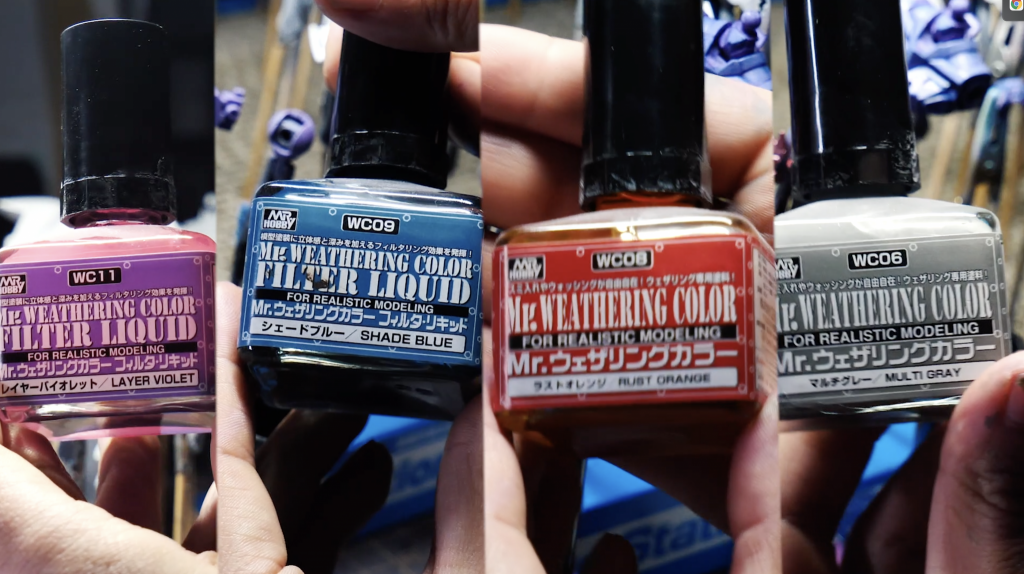 MR HOBBY
WC11
型塗装に立体感と深みを加えるフィルタリング効果を発揮!
Mr. WEATHERING COLOR
FILTER LIQUID
FOR REALISTIC MODELING
Mr.ウェザリングカラー フィルタ・リキッド
レイヤーバイオレット/LAYER VIOLET
MR HOBBY
WC09
模型塗装に立体感と深みを加えるフィルタリング効果を発揮!
Mr. WEATHERING COLOR
FILTER LIQUID
FOR REALISTIC MODELING
Mr.ウェザリングカラー フィルタ・リキッド
シェードブルー/SHADE BLUE
MR HOBBY
WC08
スミ入れやウォッシングが自由自在!ウェザリング専用塗料!
Mr. WEATHERING COLOR
FOR REALISTIC MODELING
Mr.ウェザリングカラー
ラストオレンジ RUST ORANGE
Stat
HOBBY
WC06
ミ入れやウォッシングが自由自在!ウェザリング専用塗料!
Mr. WEATHERING COLOR
FOR REALISTIC MODELING
Mr.ウェザリングカラー
マルチグレー/MULTI GRAY